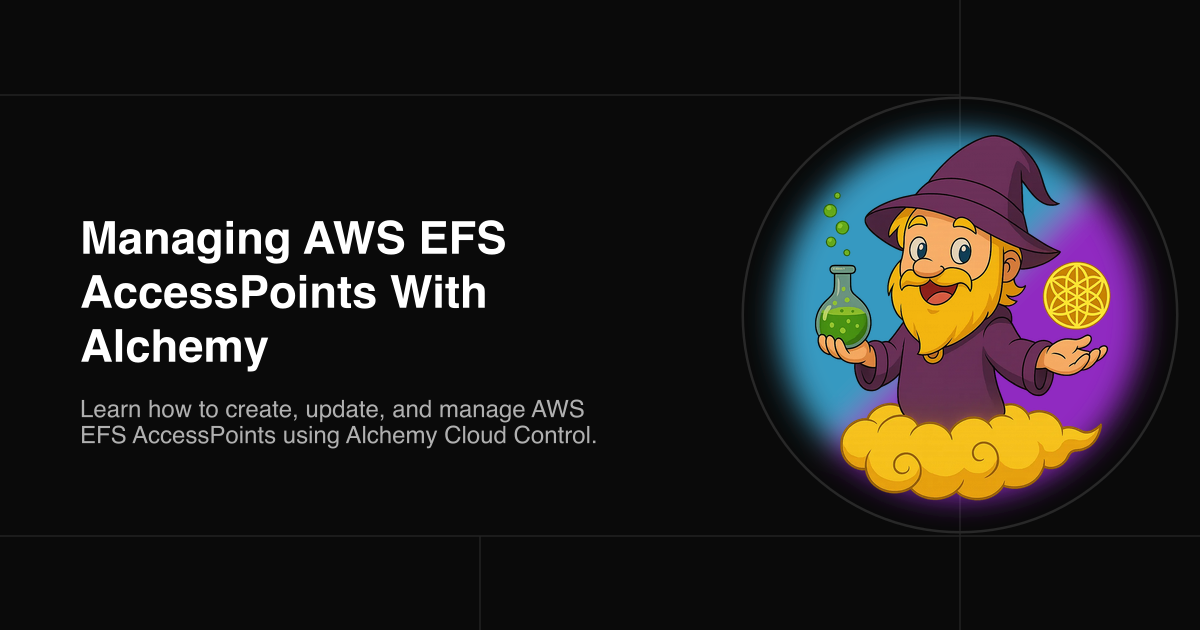 Managing AWS EFS
AccessPoints With
Alchemy
Learn how to create, update, and manage AWS
EFS AccessPoints using Alchemy Cloud Control.